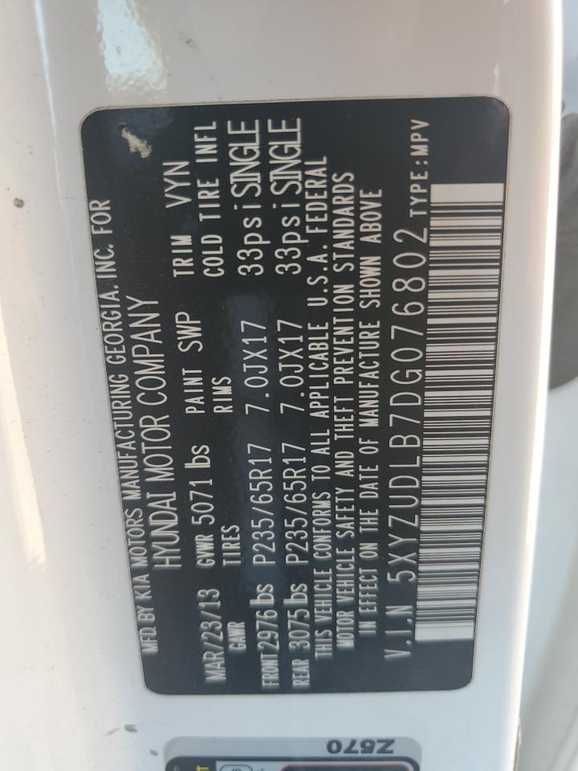 MFD BY KIA MOTORS MANUFACTURING GEORGIA, INC. FOR
HYUNDAI MOTOR COMPANY
MAR/23/13 GVWR 5071 lbs PAINT SWP TRIM VYN
GAWR TIRES RIMS COLD TIRE INFL
FRONT 2976 lbs P235/65R17 7.0JX17 33psi SINGLE
REAR 3075 lbs P235/65R17 7.0JX17 33psi SINGLE
THIS VEHICLE CONFORMS TO ALL APPLICABLE U.S.A. FEDERAL
MOTOR VEHICLE SAFETY AND THEFT PREVENTION STANDARDS
IN EFFECT ON THE DATE OF MANUFACTURE SHOWN ABOVE
V.I.N 5XYZUDLB7DG076802 TYPE:MPV
Z570